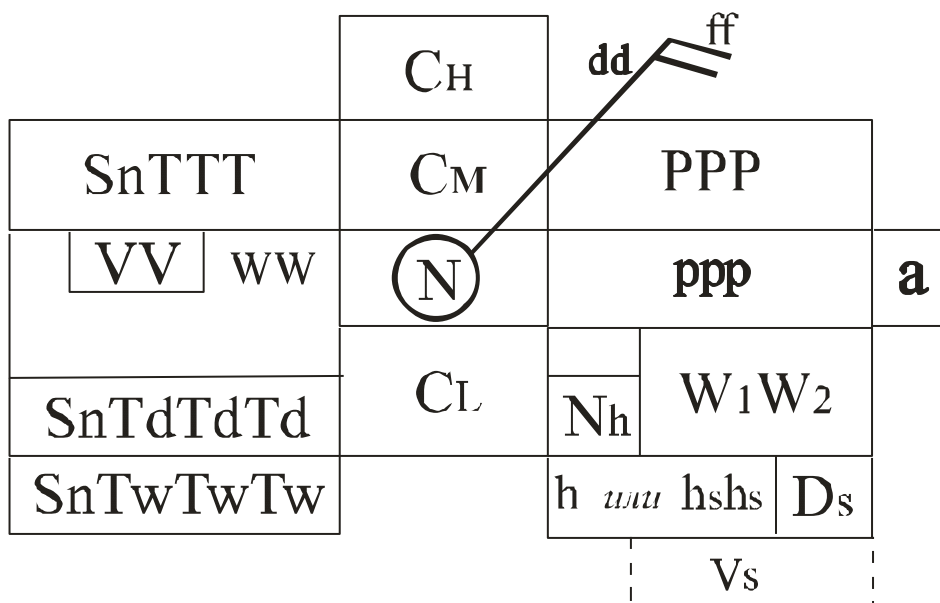 ff
dd
CH
SnTTT CM PPP
VV ww N ppp a
CL W1W2
SnTdTdTd Nh
SnTwTwTw h или hshs Ds
Vs